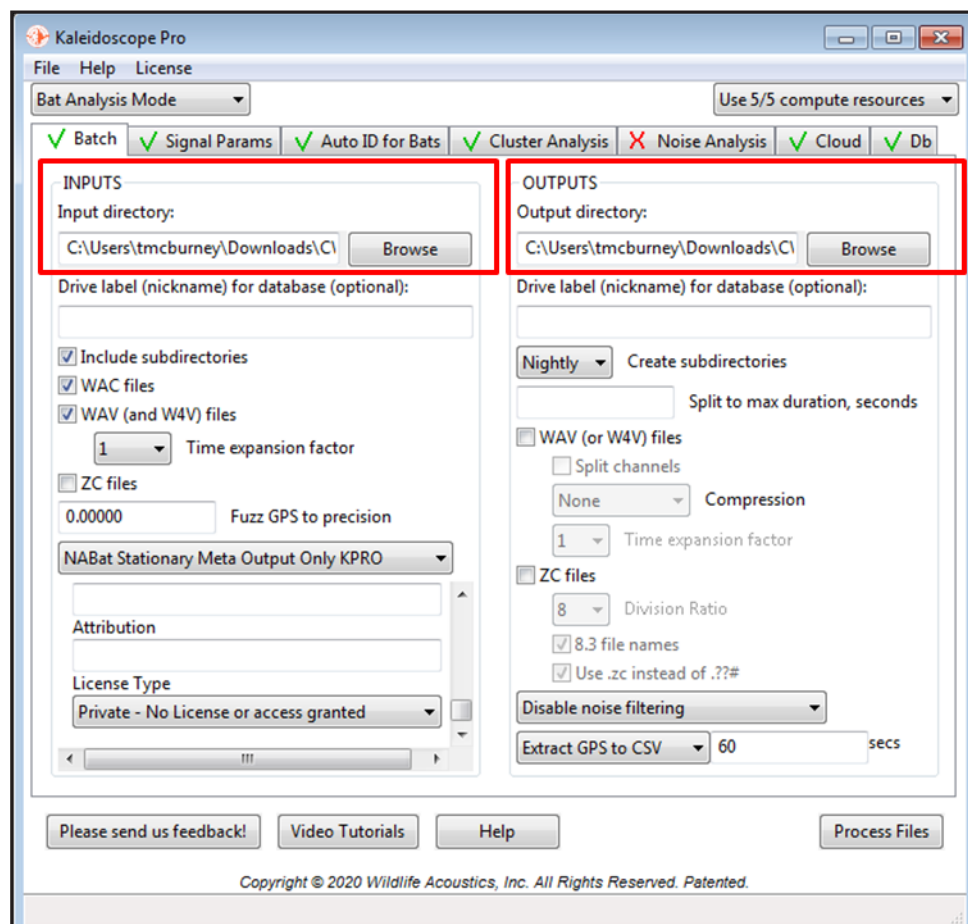 Kaleidoscope Pro
File Help License
Bat Analysis Mode
Use 5/5 compute resources
Batch Signal Params Auto ID for Bats Cluster Analysis Noise Analysis Cloud Db
INPUTS
Input directory:
C:\Users\tmcburney\Downloads\C\ Browse
Drive label (nickname) for database (optional):
Include subdirectories
WAC files
WAV (and W4V) files
1 Time expansion factor
ZC files
0.00000 Fuzz GPS to precision
NABat Stationary Meta Output Only KPRO
Attribution
License Type
Private - No License or access granted
OUTPUTS
Output directory:
C:\Users\tmcburney\Downloads\C\ Browse
Drive label (nickname) for database (optional):
Nightly Create subdirectories
Split to max duration, seconds
WAV (or W4V) files
Split channels
None Compression
1 Time expansion factor
ZC files
8 Division Ratio
8.3 file names
Use .zc instead of .??#
Disable noise filtering
Extract GPS to CSV 60 secs
Please send us feedback! Video Tutorials Help Process Files
Copyright © 2020 Wildlife Acoustics, Inc. All Rights Reserved. Patented.